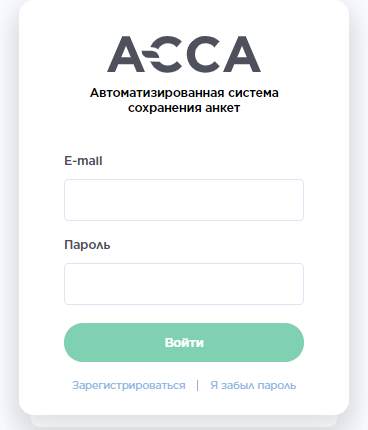 АССА
Автоматизированная система
сохранения анкет
E-mail
Пароль
Войти
Зарегистрироваться | Я забыл пароль